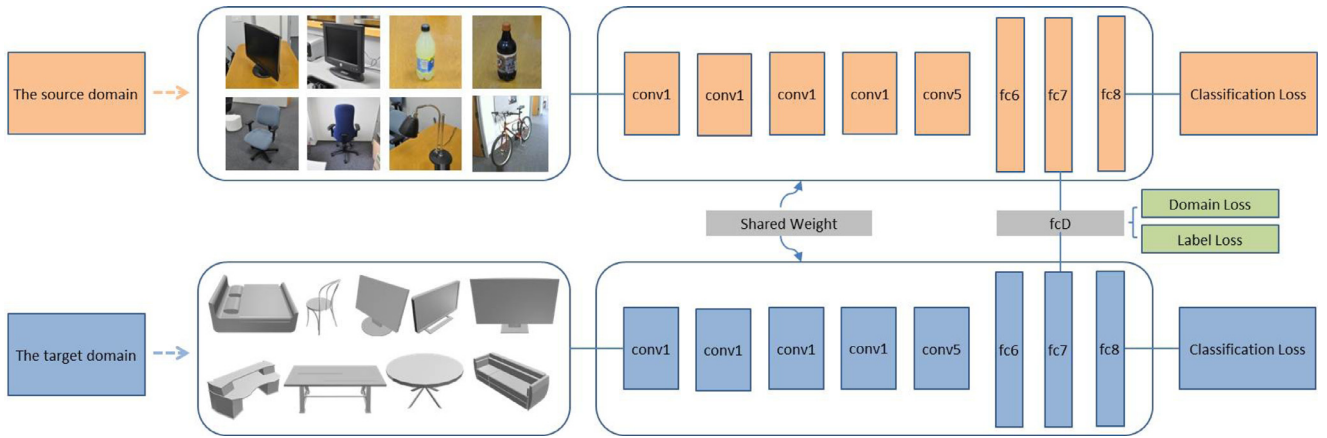 The source domain
conv1
conv1
conv1
conv1
conv5
fc6
fc7
fc8
Classification Loss
Shared Weight
fcD
Domain Loss
Label Loss
The target domain
conv1
conv1
conv1
conv1
conv5
fc6
fc7
fc8
Classification Loss